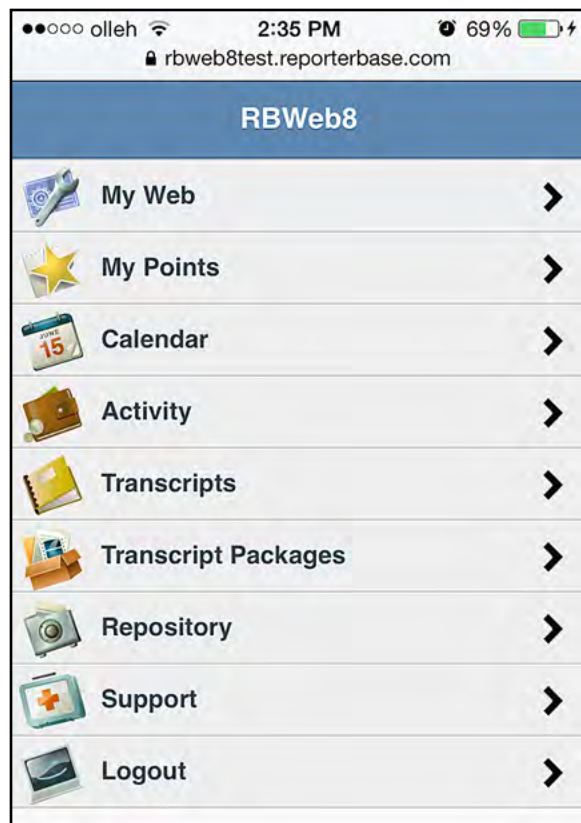 olleh 2:35 PM 69%
rbweb8test.reporterbase.com
RBWeb8
My Web
My Points
JUNE
15
Calendar
Activity
Transcripts
Transcript Packages
Repository
Support
Logout